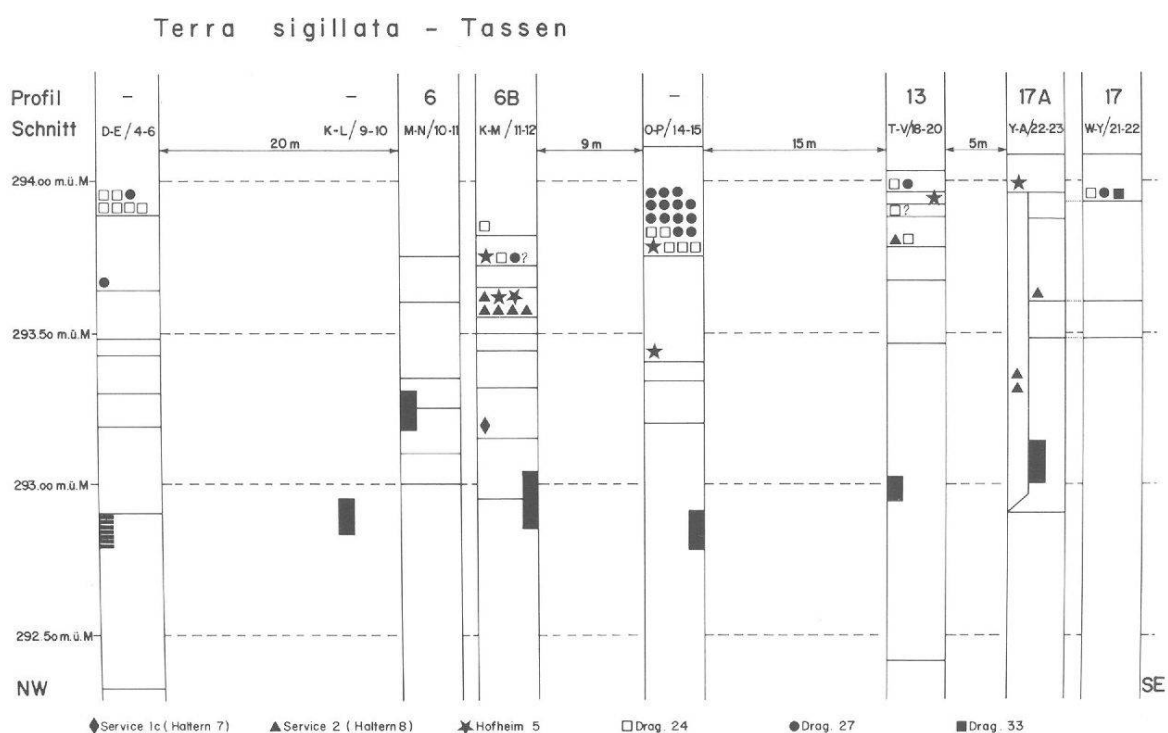 Terra sigillata - Tassen
Profil - - 6 6B - 13 17A 17
Schnitt D-E/4-6 K-L/9-10 M-N/10-11 K-M/11-12 O-P/14-15 T-V/18-20 Y-A/22-23 W-Y/21-22
20 m 9 m 15 m 5 m
294.00 m.ü.M
?
?
293.50 m.ü.M
293.00 m.ü.M
292.50 m.ü.M
NW SE
Service 1c (Haltern 7) Service 2 (Haltern 8) Hofheim 5 Drag. 24 Drag. 27 Drag. 33